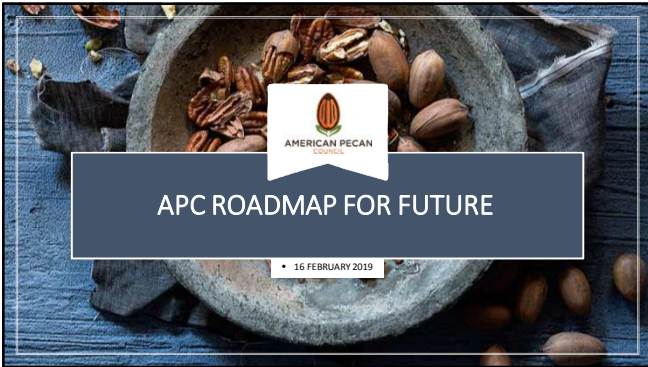 AMERICAN PECAN
COUNCIL
APC ROADMAP FOR FUTURE
• 16 FEBRUARY 2019